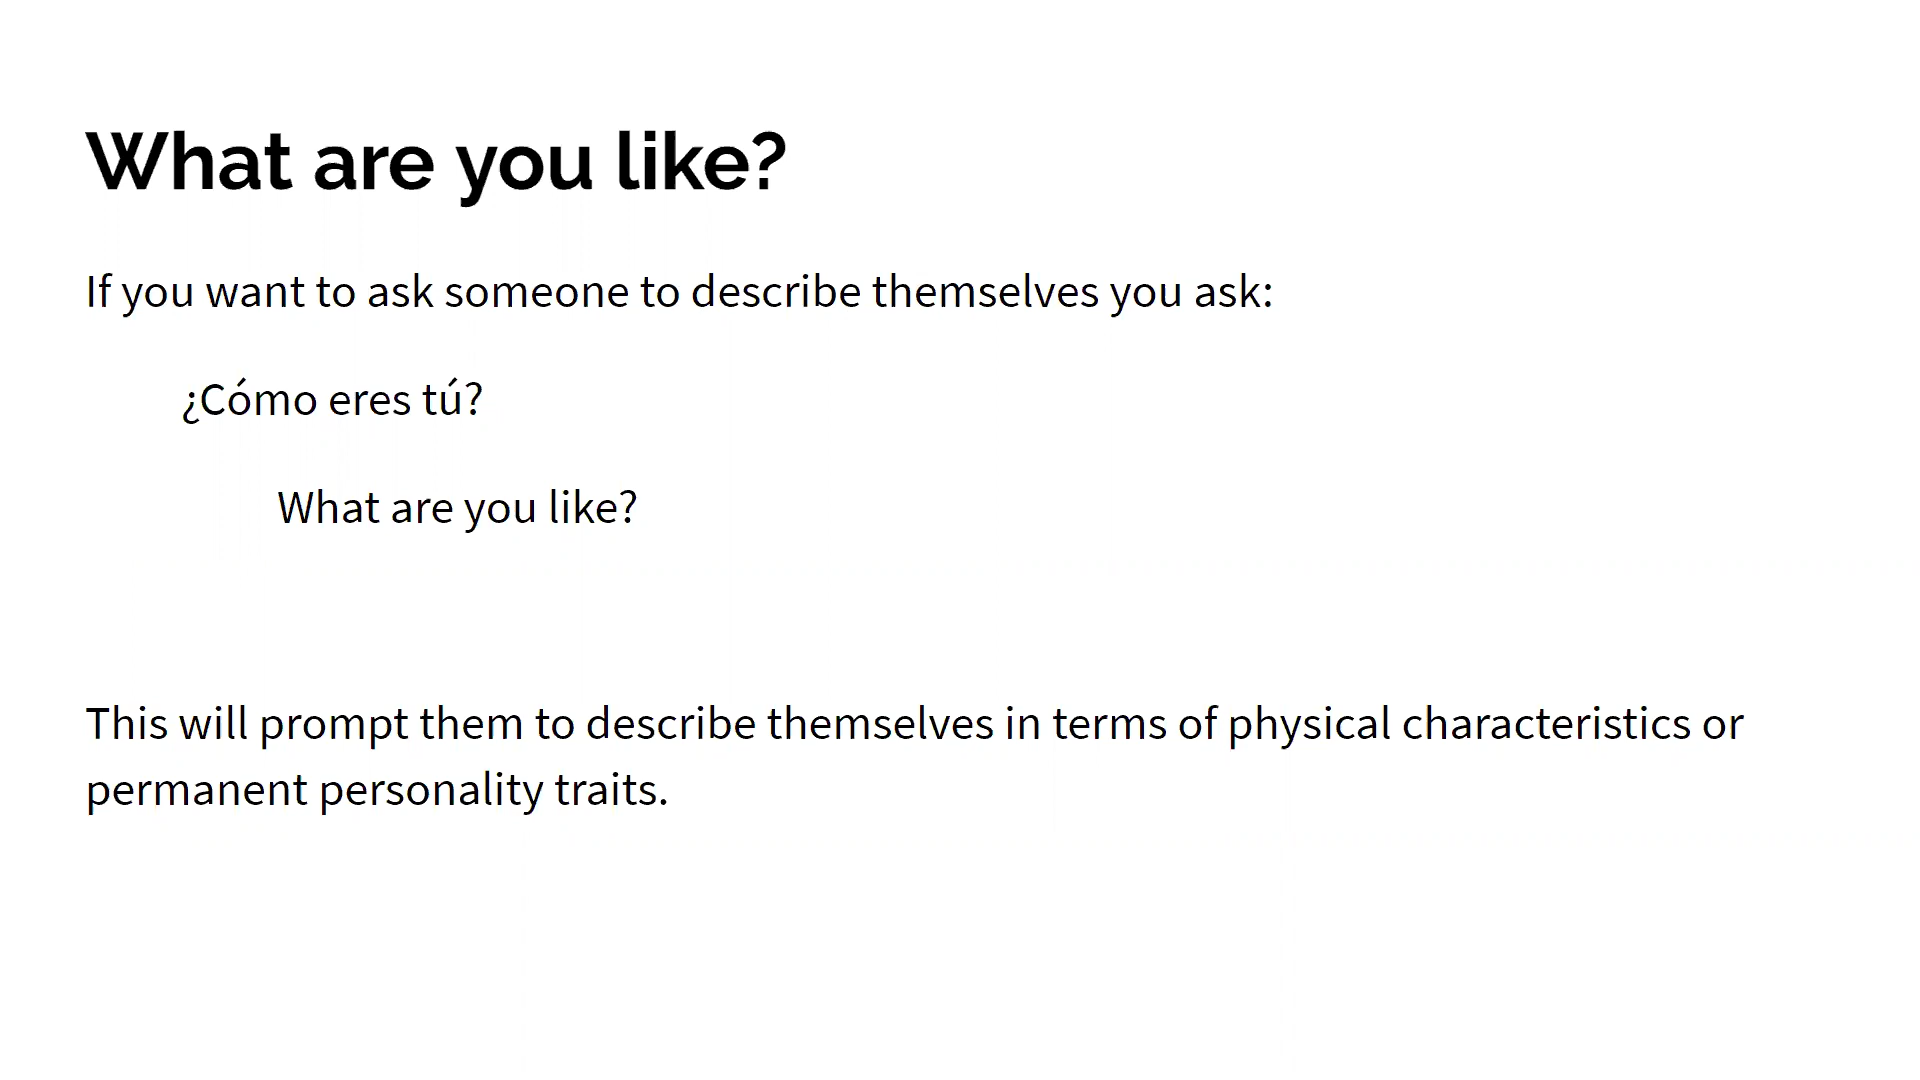 What are you like?
If you want to ask someone to describe themselves you ask:
¿Cómo eres tú?
What are you like?
This will prompt them to describe themselves in terms of physical characteristics or
permanent personality traits.